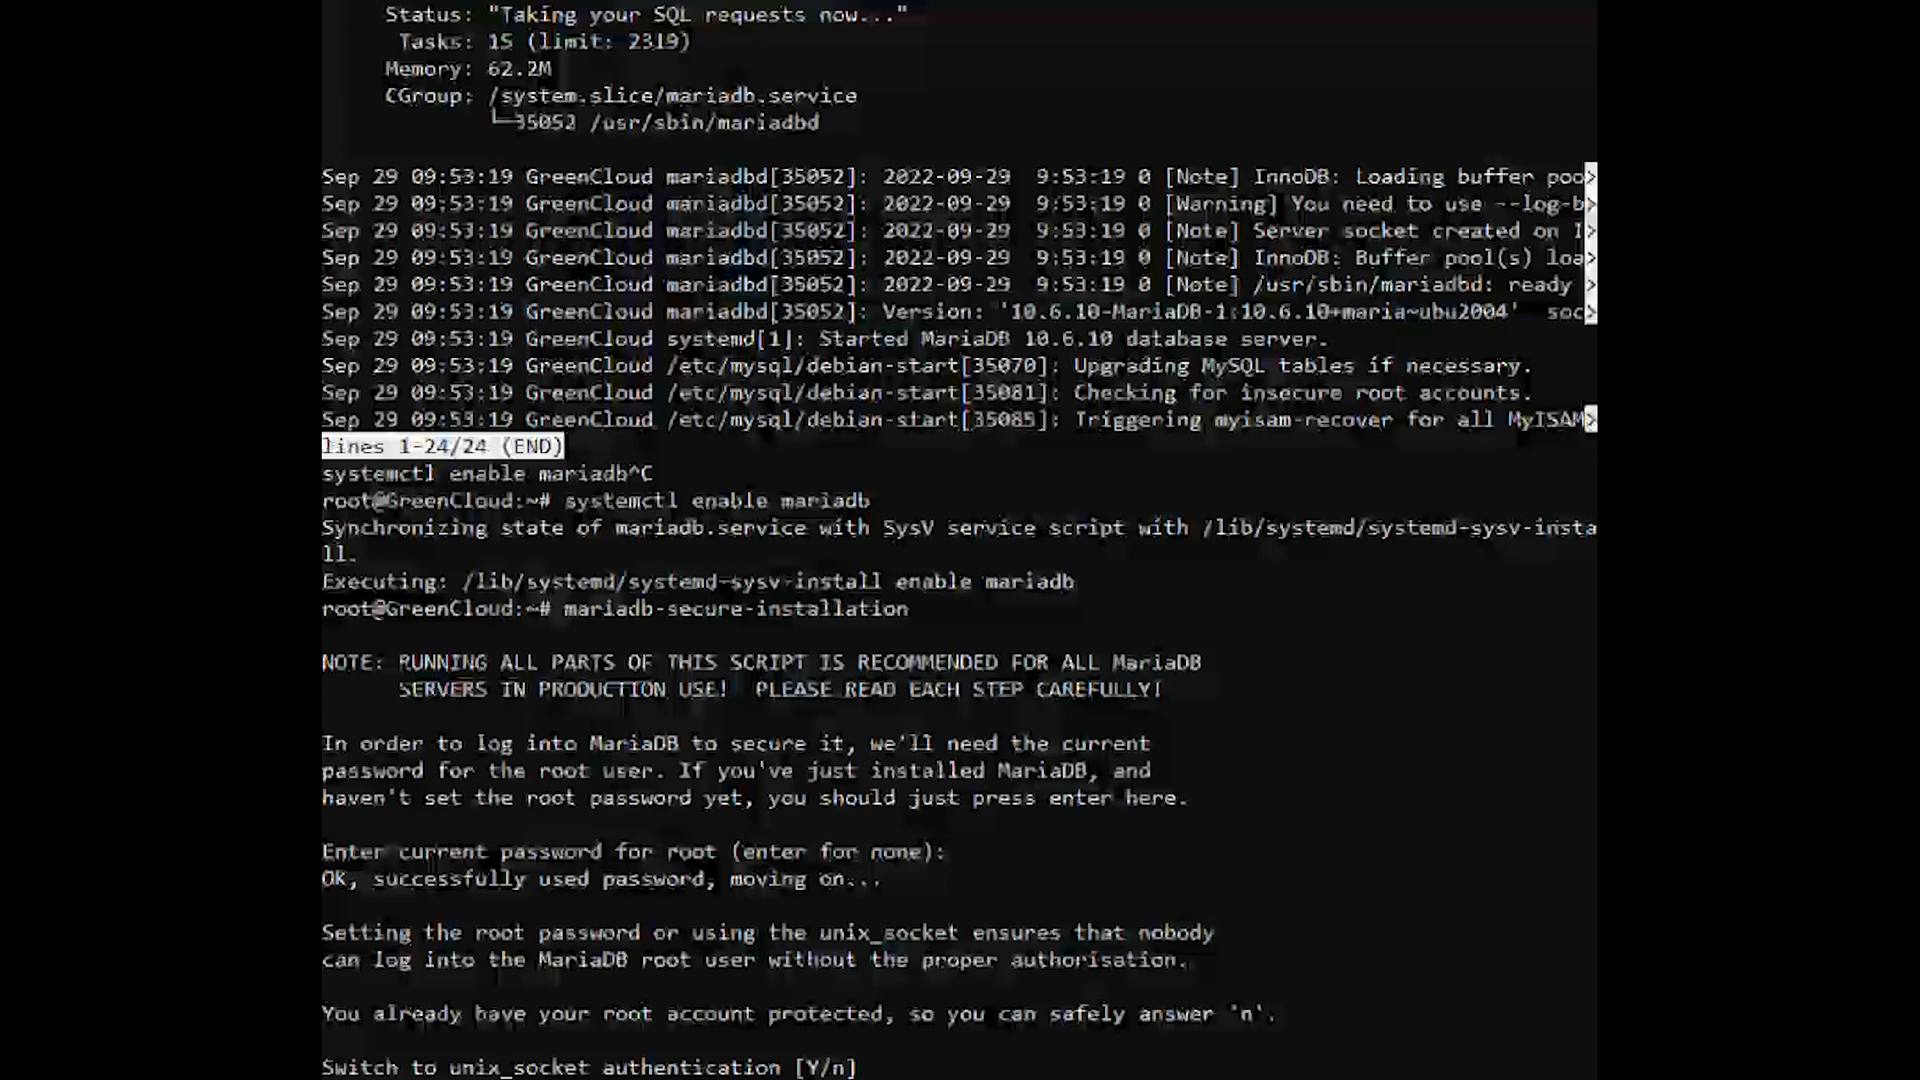 Status: "Taking your SQL requests now..."
Tasks: 15 (limit: 2319)
Memory: 62.2M
CGroup: /system.slice/mariadb.service
└─35052 /usr/sbin/mariadbd
Sep 29 09:53:19 GreenCloud mariadbd[35052]: 2022-09-29  9:53:19 0 [Note] InnoDB: Loading buffer poo>
Sep 29 09:53:19 GreenCloud mariadbd[35052]: 2022-09-29  9:53:19 0 [Warning] You need to use --log-b>
Sep 29 09:53:19 GreenCloud mariadbd[35052]: 2022-09-29  9:53:19 0 [Note] Server socket created on I>
Sep 29 09:53:19 GreenCloud mariadbd[35052]: 2022-09-29  9:53:19 0 [Note] InnoDB: Buffer pool(s) loa>
Sep 29 09:53:19 GreenCloud mariadbd[35052]: 2022-09-29  9:53:19 0 [Note] /usr/sbin/mariadbd: ready >
Sep 29 09:53:19 GreenCloud mariadbd[35052]: Version: '10.6.10-MariaDB-1:10.6.10+maria~ubu2004'  soc>
Sep 29 09:53:19 GreenCloud systemd[1]: Started MariaDB 10.6.10 database server.
Sep 29 09:53:19 GreenCloud /etc/mysql/debian-start[35070]: Upgrading MySQL tables if necessary.
Sep 29 09:53:19 GreenCloud /etc/mysql/debian-start[35081]: Checking for insecure root accounts.
Sep 29 09:53:19 GreenCloud /etc/mysql/debian-start[35085]: Triggering myisam-recover for all MyISAM>
lines 1-24/24 (END)
systemctl enable mariadb^C
root@GreenCloud:~# systemctl enable mariadb
Synchronizing state of mariadb.service with SysV service script with /lib/systemd/systemd-sysv-insta
ll.
Executing: /lib/systemd/systemd-sysv-install enable mariadb
root@GreenCloud:~# mariadb-secure-installation
NOTE: RUNNING ALL PARTS OF THIS SCRIPT IS RECOMMENDED FOR ALL MariaDB
SERVERS IN PRODUCTION USE!  PLEASE READ EACH STEP CAREFULLY!
In order to log into MariaDB to secure it, we'll need the current
password for the root user. If you've just installed MariaDB, and
haven't set the root password yet, you should just press enter here.
Enter current password for root (enter for none):
OK, successfully used password, moving on...
Setting the root password or using the unix_socket ensures that nobody
can log into the MariaDB root user without the proper authorisation.
You already have your root account protected, so you can safely answer 'n'.
Switch to unix_socket authentication [Y/n]